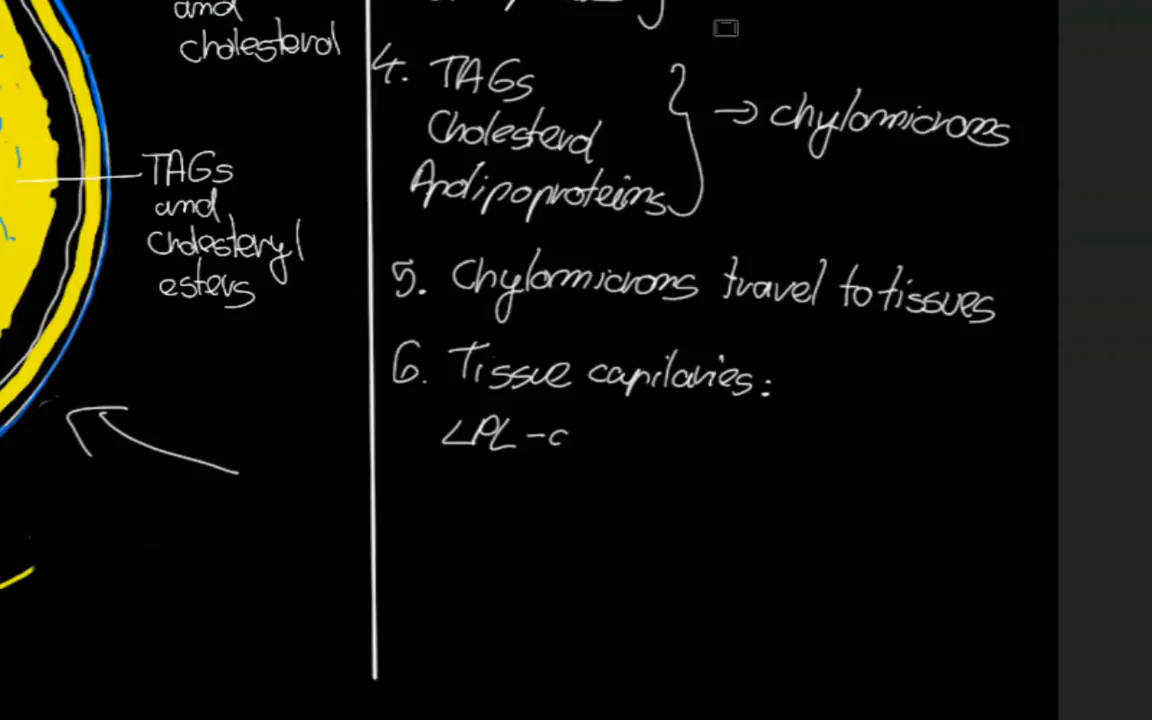 and
cholesterol
TAGs
and
cholesteryl
esters
4. TAGs
Cholesterol
Apolipoproteins
} → chylomicrons
5. Chylomicrons travel to tissues
6. Tissue capilaries:
LPL - c